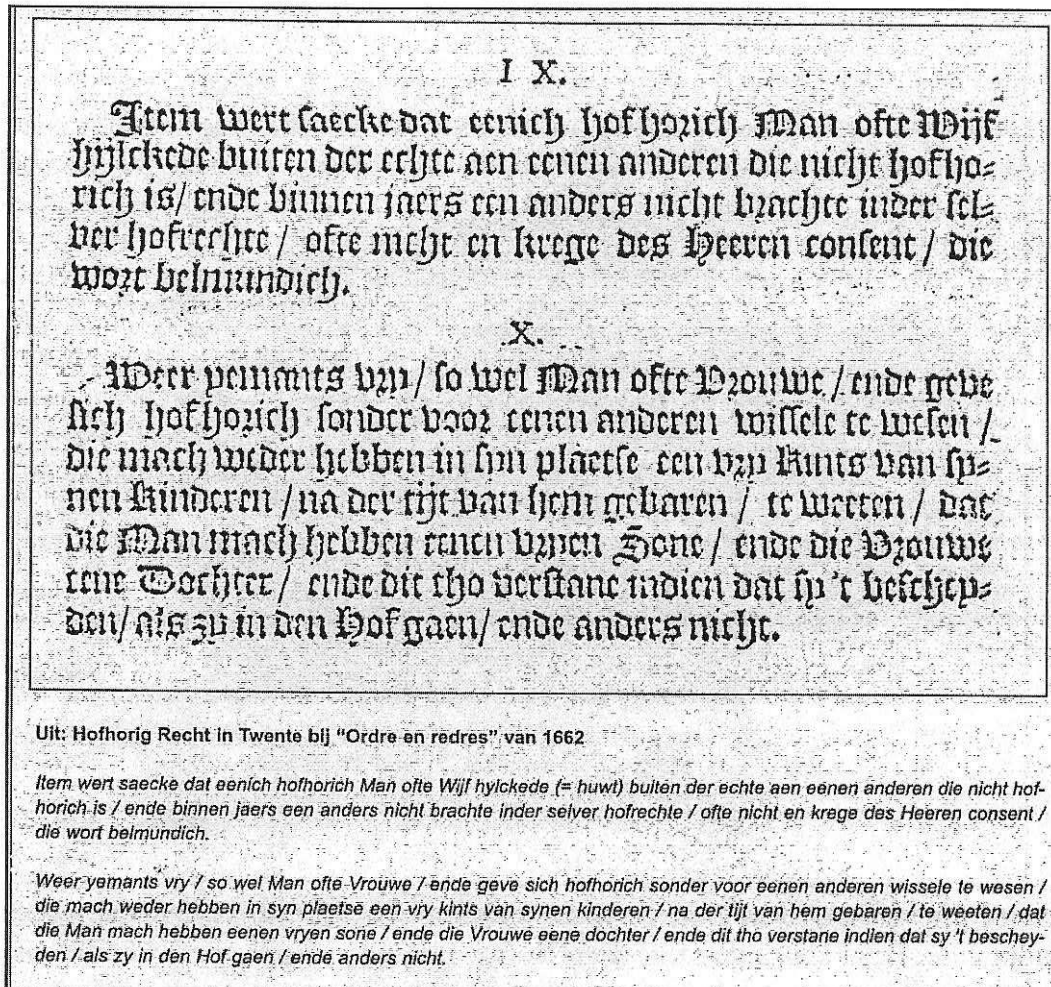 I X.
Item wert saecke dat eenich hofhorich Man ofte Wijf
hijlckede buiten der echte aen eenen anderen die nicht hofho-
rich is/ ende binnen jaers een anders nicht brachte inder sel-
ver hofrechte / ofte nicht en krege des Heeren consent / die
wort belmundich.
X.
Weer yemants vry/ so wel Man ofte Vrouwe / ende geve
sich hofhorich sonder voor eenen anderen wissele te wesen /
die mach weder hebben in syn plaetse een vry kints van sy-
nen kinderen / na der tijt van hem gebaren / te weeten / dat
die Man mach hebben eenen vryen Sone / ende die Vrouwe
eene Dochter / ende dit tho verstane indien dat sy 't beschey-
den/ als zy in den Hof gaen/ ende anders nicht.
Uit: Hofhorig Recht in Twente bij “Ordre en redres” van 1662
Item wert saecke dat eenich hofhorich Man ofte Wijf hylckede (= huwt) buiten der echte aen eenen anderen die nicht hof-
horich is / ende binnen jaers een anders nicht brachte inder selver hofrechte / ofte nicht en krege des Heeren consent /
die wort belmundich.
Weer yemants vry / so wel Man ofte Vrouwe / ende geve sich hofhorich sonder voor eenen anderen wissele te wesen /
die mach weder hebben in syn plaetse een vry kints van synen kinderen / na der tijt van hem gebaren / te weeten / dat
die Man mach hebben eenen vryen sone / ende die Vrouwe eene dochter / ende dit tho verstane indien dat sy 't beschey-
den / als zy in den Hof gaen / ende anders nicht.